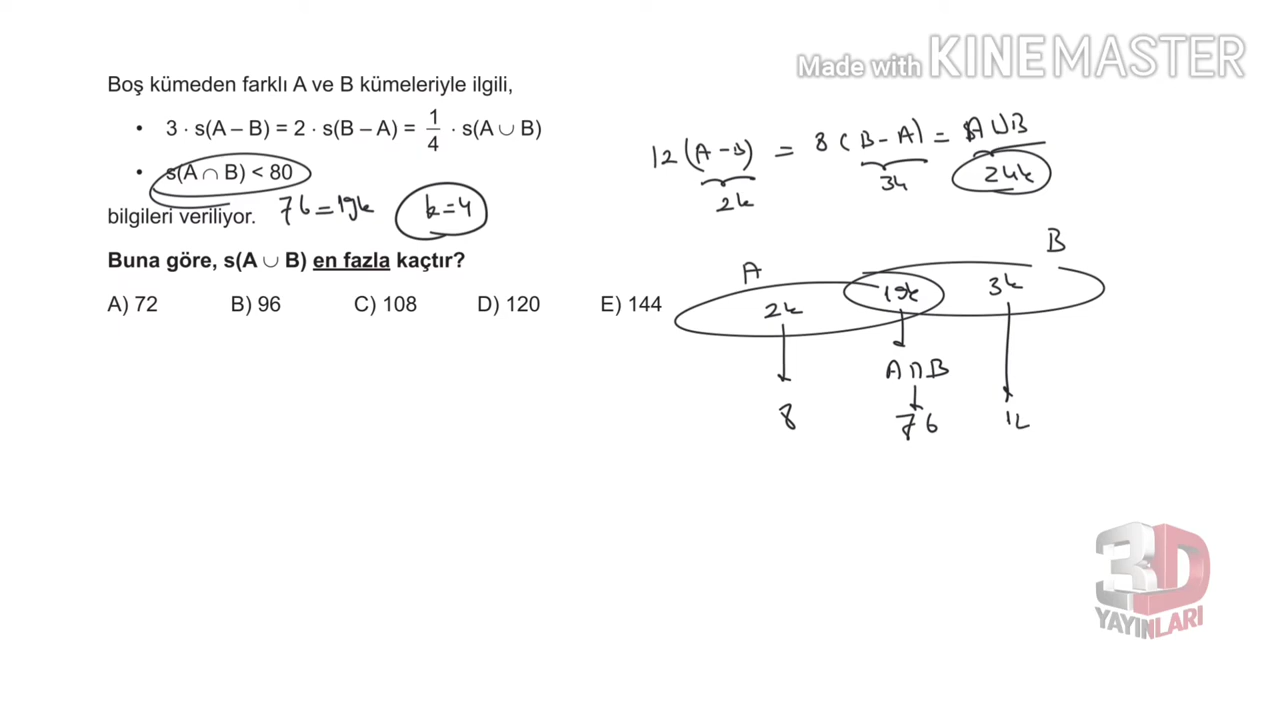 Made with KINEMASTER
Boş kümeden farklı A ve B kümeleriyle ilgili,
• 3 · s(A – B) = 2 · s(B – A) = 1/4 · s(A ∪ B)
• s(A ∩ B) < 80
bilgileri veriliyor.
76 = 19k k=4
Buna göre, s(A ∪ B) en fazla kaçtır?
A) 72 B) 96 C) 108 D) 120 E) 144
12(A-B) = 8(B-A) = A∪B
2k 3k 24k
A B
2k 19k 3k
A∩B
8 76 12
3D
YAYINLARI